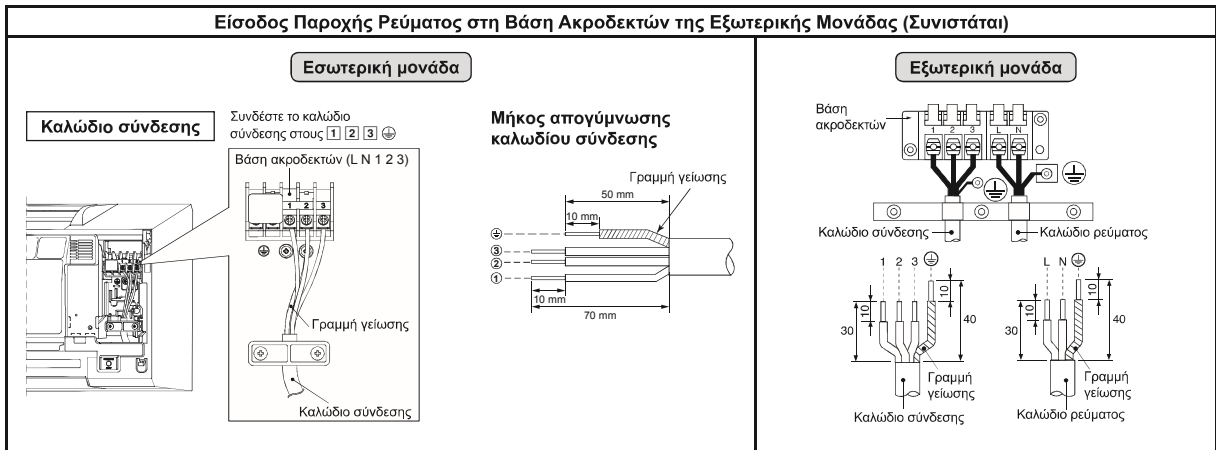 Είσοδος Παροχής Ρεύματος στη Βάση Ακροδεκτών της Εξωτερικής Μονάδας (Συνιστάται)
Εσωτερική μονάδα
Καλώδιο σύνδεσης
Συνδέστε το καλώδιο
σύνδεσης στους 1 2 3 ⏚
Βάση ακροδεκτών (L N 1 2 3)
1 2 3
⏚
Γραμμή γείωσης
Καλώδιο σύνδεσης
Μήκος απογύμνωσης
καλωδίου σύνδεσης
Γραμμή γείωσης
50 mm
10 mm
⏚
③
②
①
10 mm
70 mm
Εξωτερική μονάδα
Βάση
ακροδεκτών
1 2 3 L N
⏚ ⏚
Καλώδιο σύνδεσης
Καλώδιο ρεύματος
1 2 3 ⏚
10
10
30
40
Γραμμή
γείωσης
Καλώδιο σύνδεσης
L N ⏚
10
10
30
40
Γραμμή
γείωσης
Καλώδιο ρεύματος